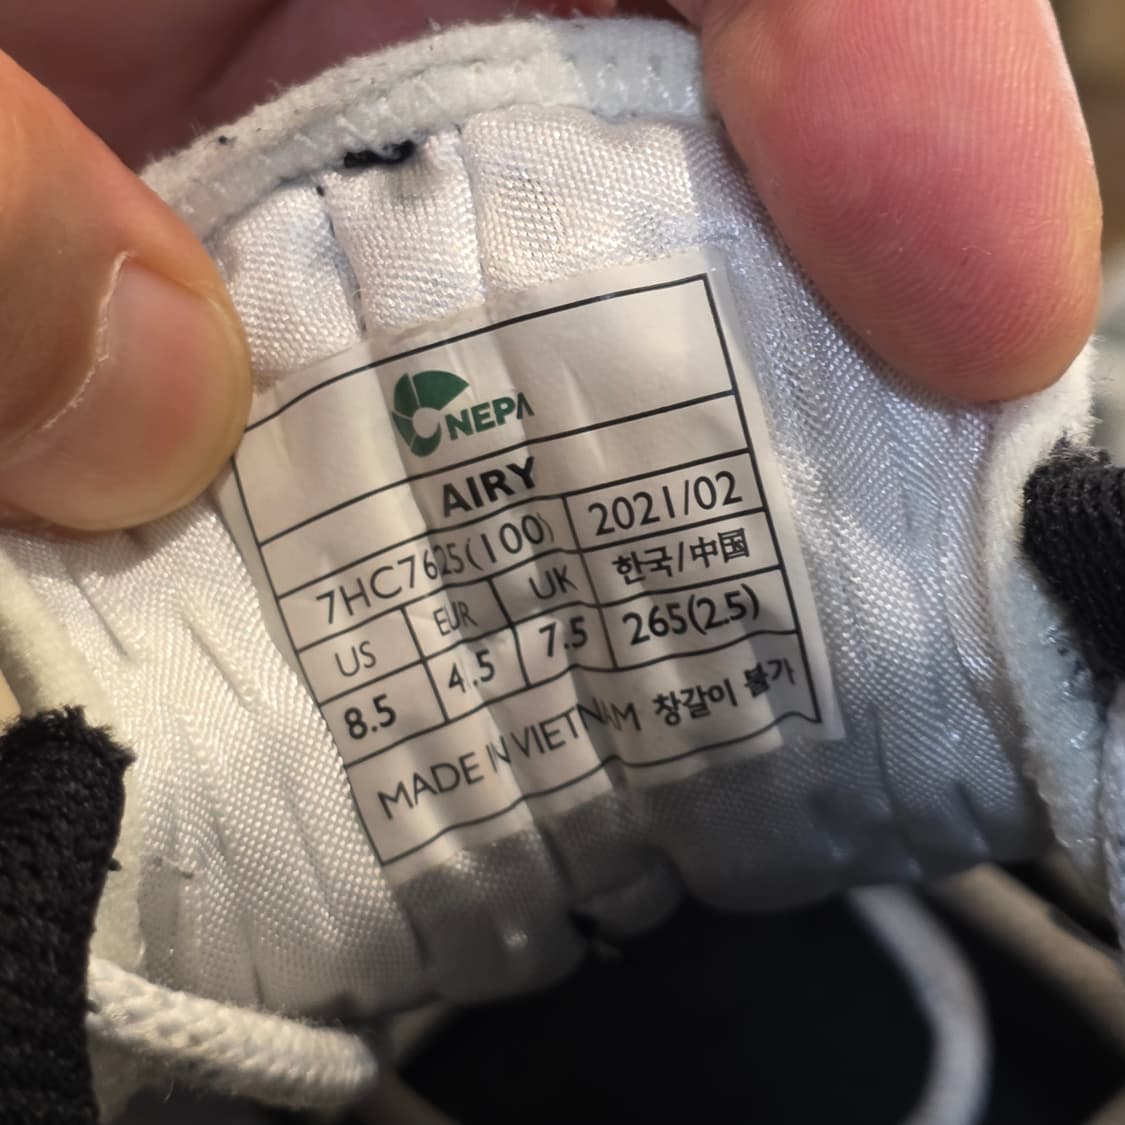 NEPA
AIRY
7HC7625(100) 2021/02
US EUR UK 한국/中国
8.5 4.5 7.5 265(2.5)
MADE IN VIETNAM 창갈이 불가